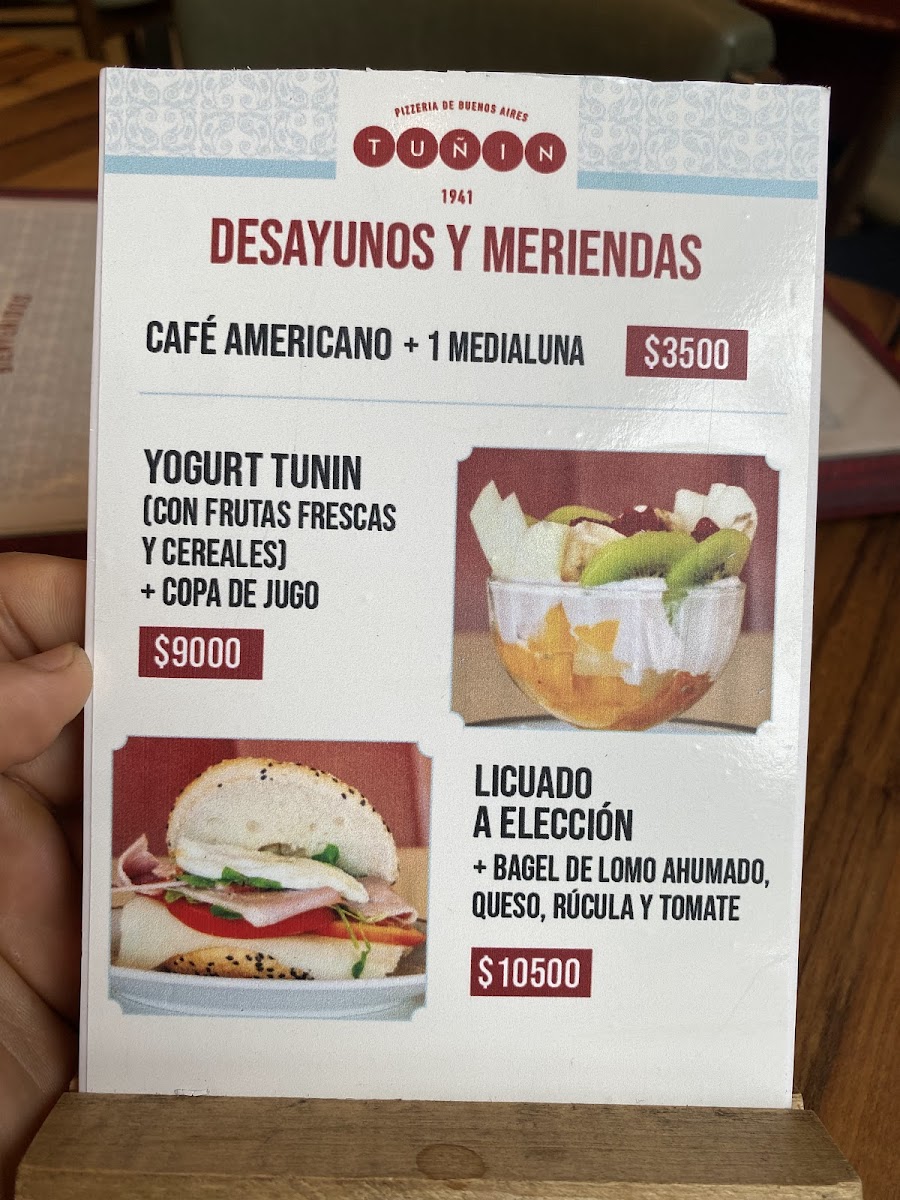 PIZZERIA DE BUENOS AIRES
TUÑIN
1941
DESAYUNOS Y MERIENDAS
CAFÉ AMERICANO + 1 MEDIALUNA $3500
YOGURT TUNIN
(CON FRUTAS FRESCAS
Y CEREALES)
+ COPA DE JUGO
$9000
LICUADO
A ELECCIÓN
+ BAGEL DE LOMO AHUMADO,
QUESO, RÚCULA Y TOMATE
$10500